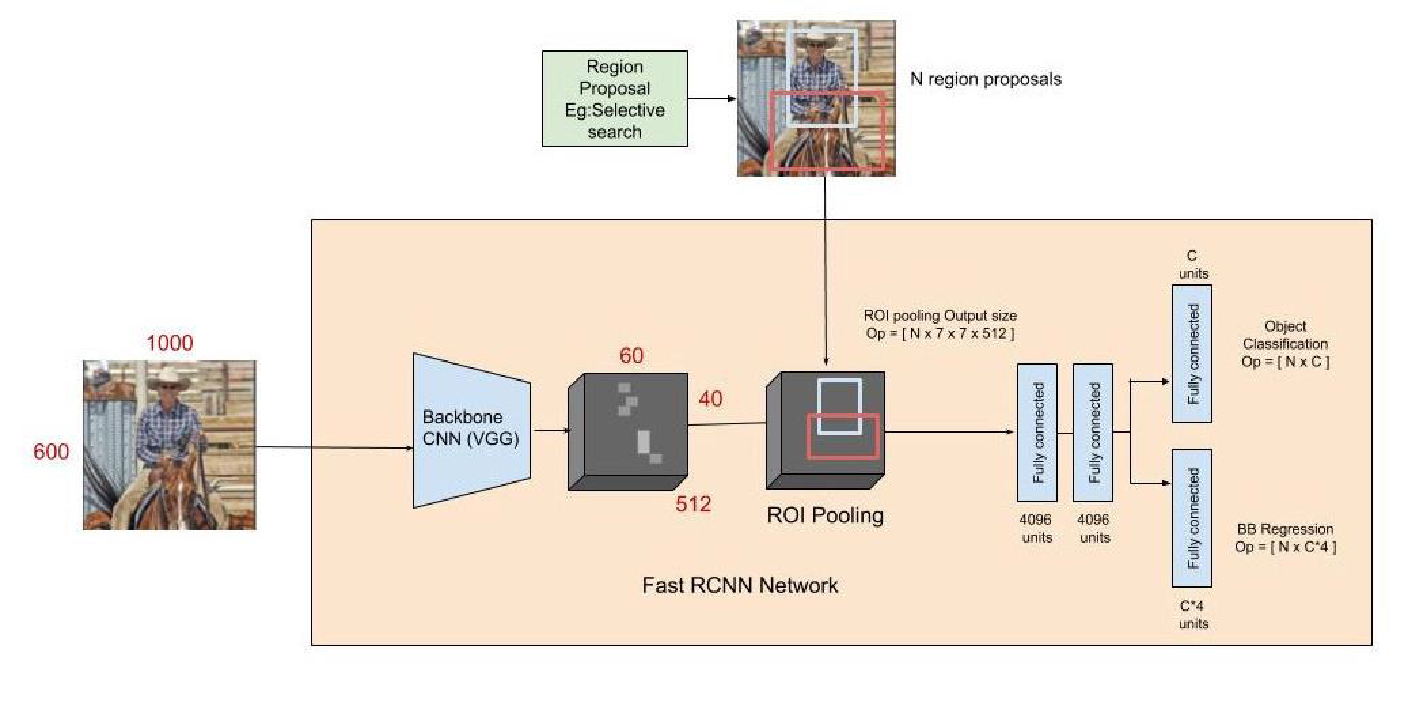 Region
Proposal
Eg:Selective
search
N region proposals
1000
600
Backbone
CNN (VGG)
60
40
512
ROI Pooling
ROI pooling Output size
Op = [ N x 7 x 7 x 512 ]
Fully connected
4096
units
Fully connected
4096
units
C
units
Fully connected
Object
Classification
Op = [ N x C ]
Fully connected
C*4
units
BB Regression
Op = [ N x C*4 ]
Fast RCNN Network